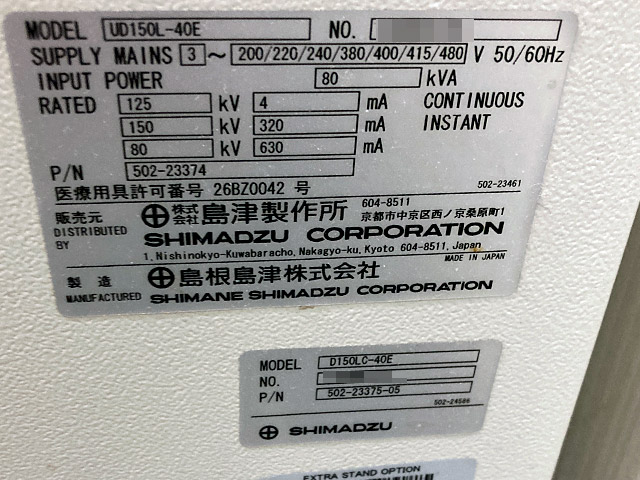 MODEL UD150L-40E NO.
SUPPLY MAINS 3 ~ 200/220/240/380/400/415/480 V 50/60Hz
INPUT POWER 80 kVA
RATED 125 kV 4 mA CONTINUOUS
150 kV 320 mA INSTANT
80 kV 630 mA
P/N 502-23374
医療用具許可番号 26BZ0042 号 502-23461
販売元 株式会社 島津製作所 604-8511 京都市中京区西ノ京桑原町1
DISTRIBUTED BY SHIMADZU CORPORATION
1, Nishinokyo-Kuwabaracho, Nakagyo-ku, Kyoto 604-8511, Japan
MADE IN JAPAN
製造 島根島津株式会社
MANUFACTURED SHIMANE SHIMADZU CORPORATION
MODEL D150LC-40E
NO.
P/N 502-23375-05
502-24586
SHIMADZU
EXTRA STAND OPTION